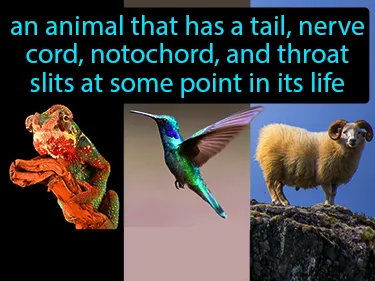 an animal that has a tail, nerve
cord, notochord, and throat
slits at some point in its life